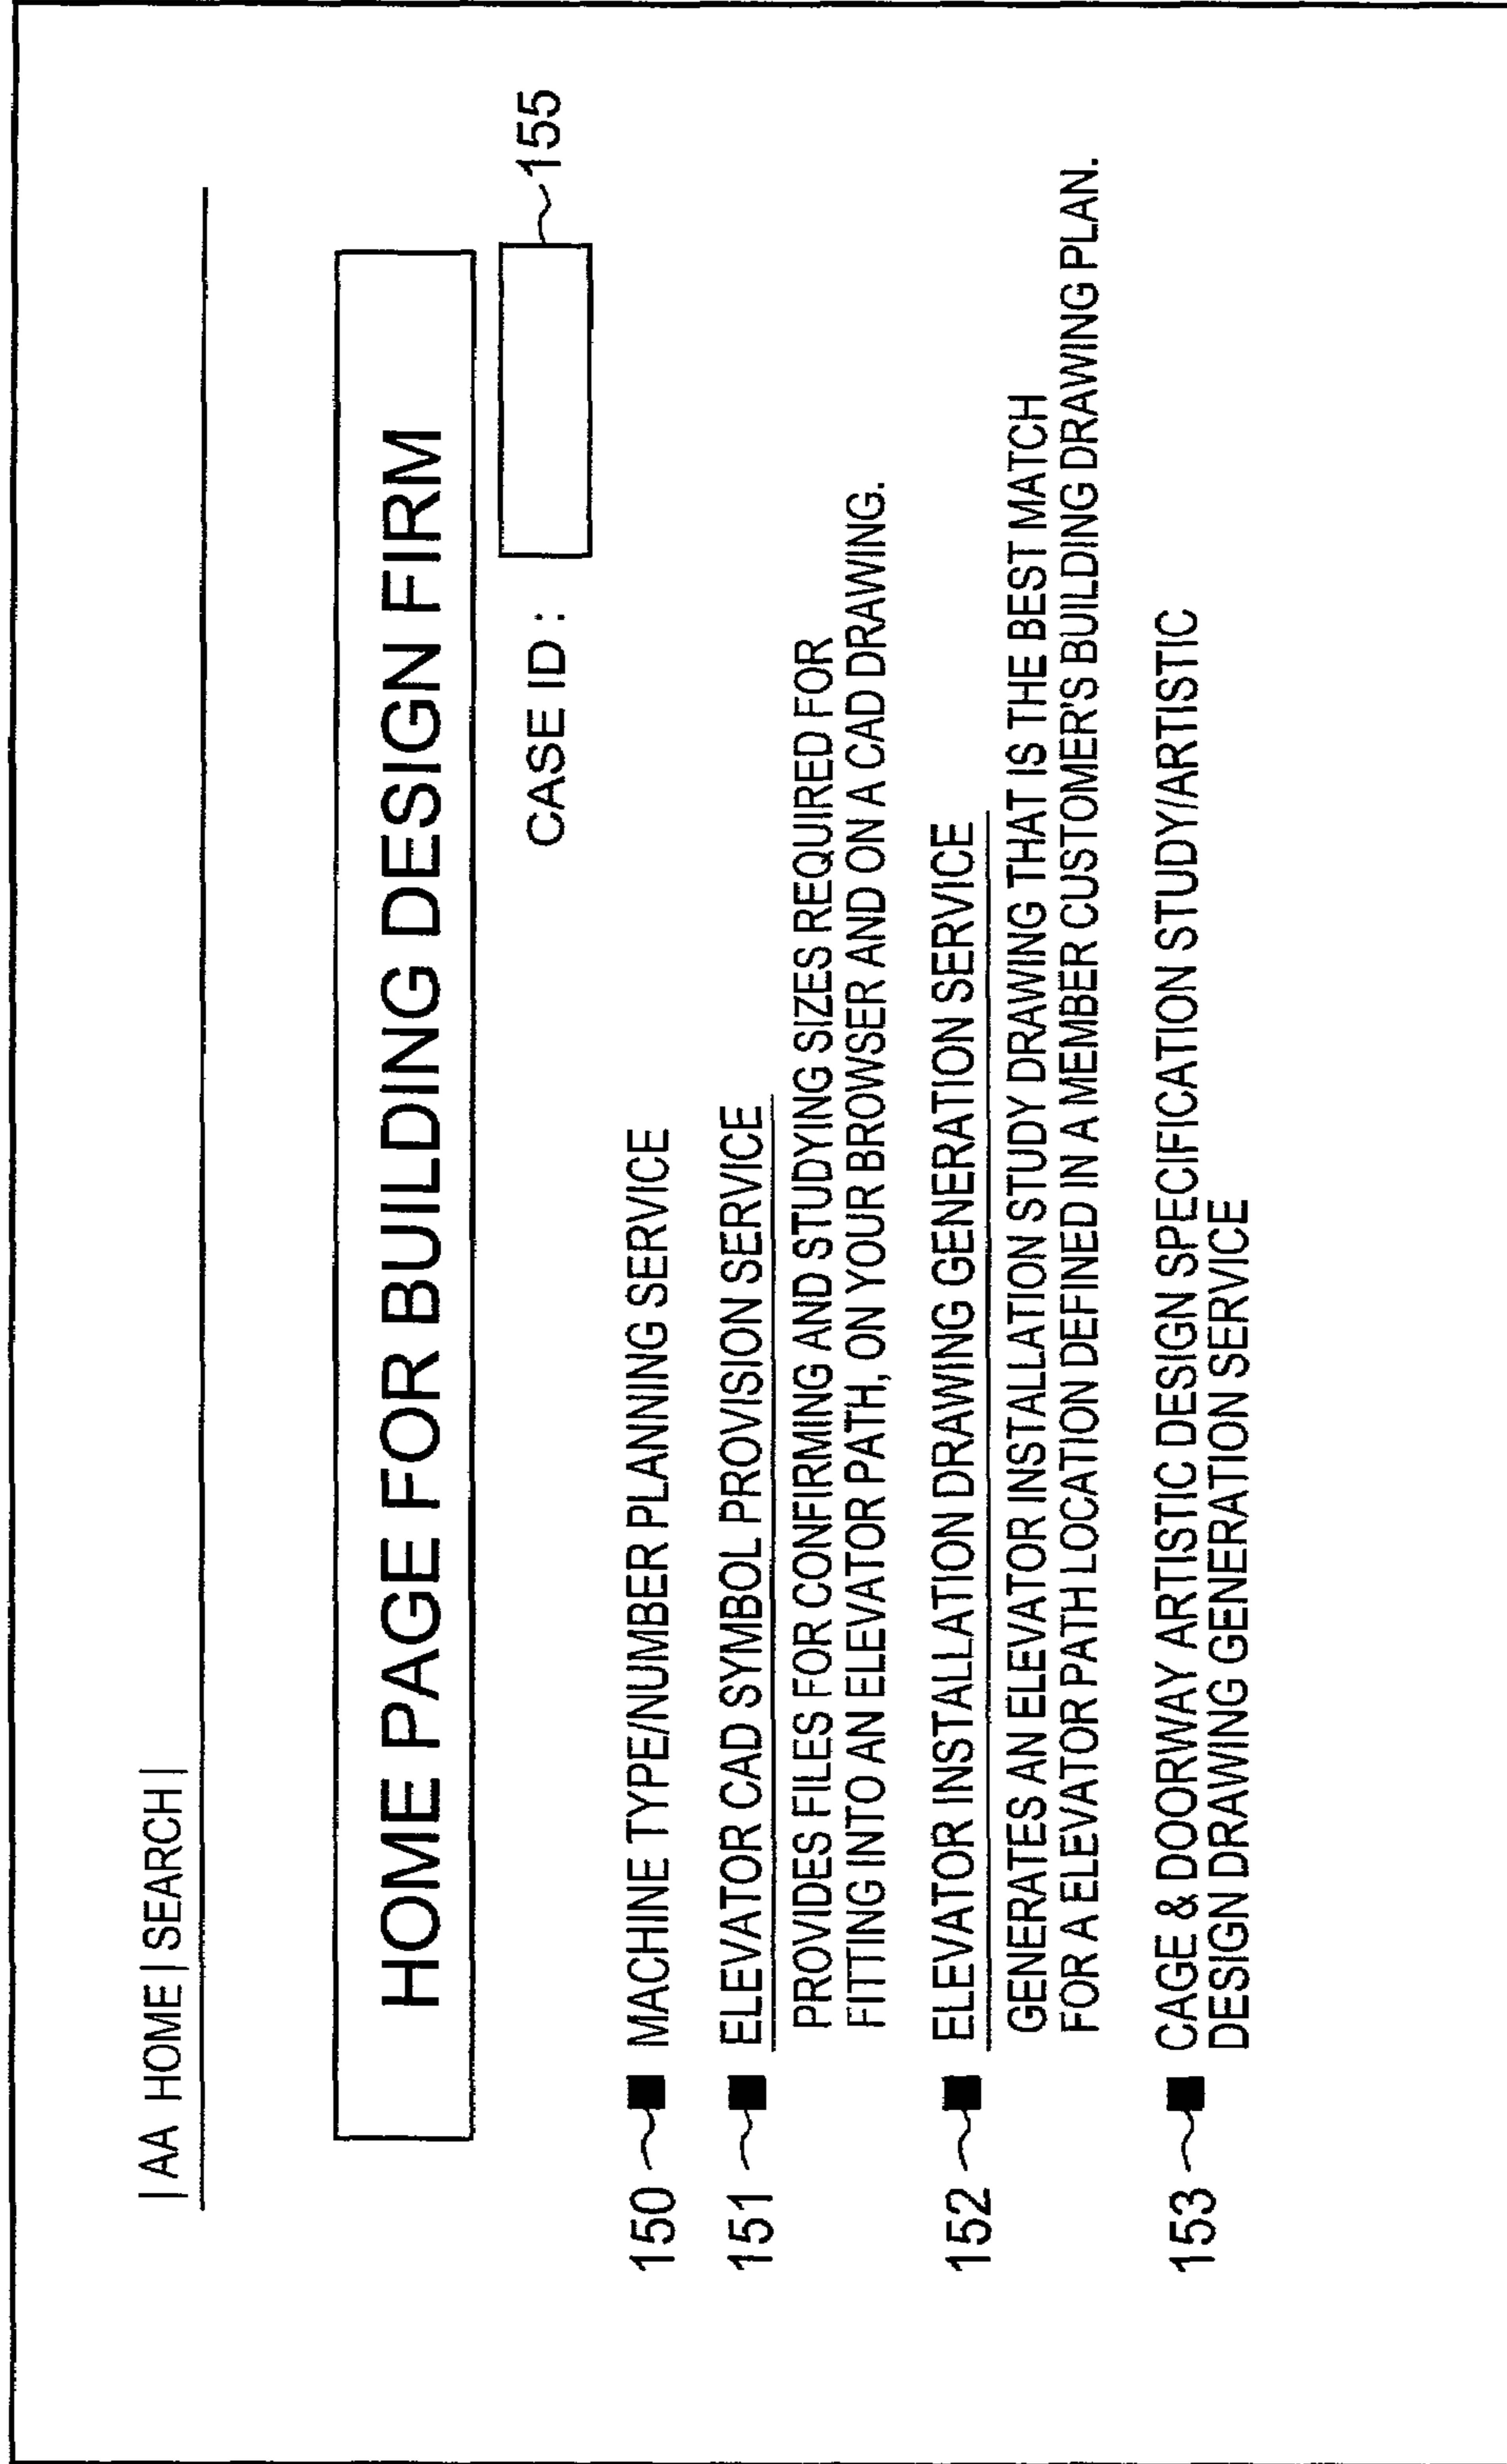 | AA HOME | SEARCH |
HOME PAGE FOR BUILDING DESIGN FIRM
CASE ID : 155
150 MACHINE TYPE/NUMBER PLANNING SERVICE
151 ELEVATOR CAD SYMBOL PROVISION SERVICE
PROVIDES FILES FOR CONFIRMING AND STUDYING SIZES REQUIRED FOR
FITTING INTO AN ELEVATOR PATH, ON YOUR BROWSER AND ON A CAD DRAWING.
152 ELEVATOR INSTALLATION DRAWING GENERATION SERVICE
GENERATES AN ELEVATOR INSTALLATION STUDY DRAWING THAT IS THE BEST MATCH
FOR A ELEVATOR PATH LOCATION DEFINED IN A MEMBER CUSTOMER'S BUILDING DRAWING PLAN.
153 CAGE & DOORWAY ARTISTIC DESIGN SPECIFICATION STUDY/ARTISTIC
DESIGN DRAWING GENERATION SERVICE